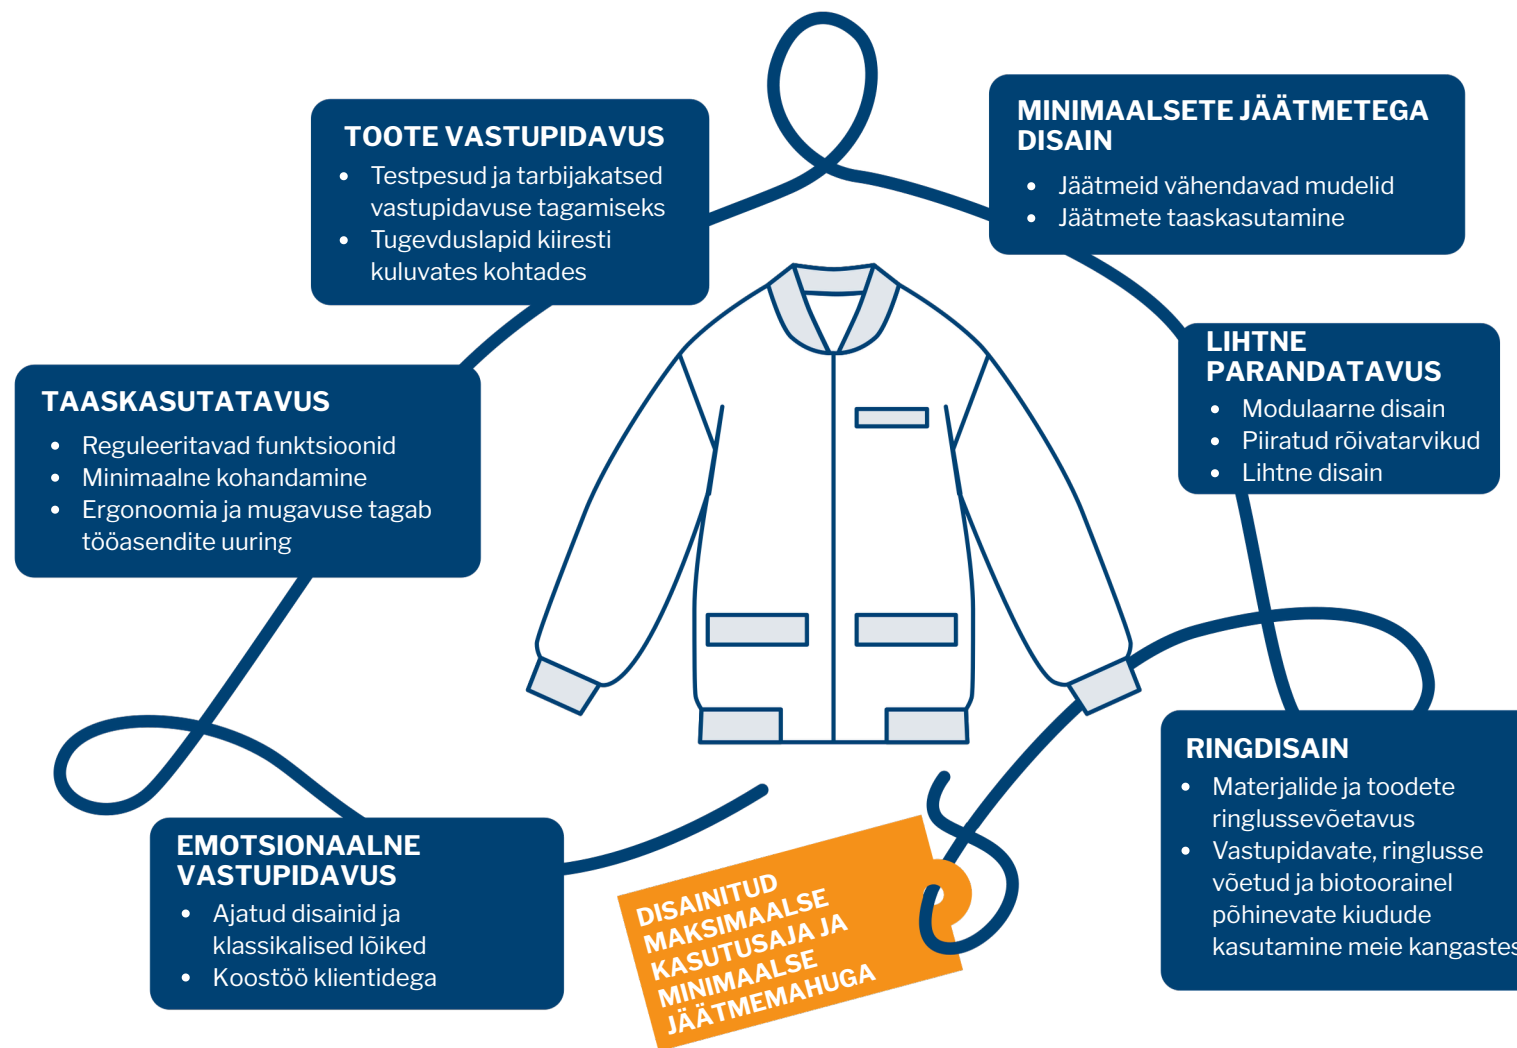 TOOTE VASTUPIDAVUS
• Testpesud ja tarbijakatsed
vastupidavuse tagamiseks
• Tugevduslapid kiiresti
kuluvates kohtades
MINIMAALSETE JÄÄTMETEGA
DISAIN
• Jäätmeid vähendavad mudelid
• Jäätmete taaskasutamine
TAASKASUTATAVUS
• Reguleeritavad funktsioonid
• Minimaalne kohandamine
• Ergonoomia ja mugavuse tagab
tööasendite uuring
LIHTNE
PARANDATAVUS
• Modulaarne disain
• Piiratud rõivatarvikud
• Lihtne disain
EMOTSIONAALNE
VASTUPIDAVUS
• Ajatud disainid ja
klassikalised lõiked
• Koostöö klientidega
DISAINITUD
MAKSIMAALSE
KASUTUSAJA JA
MINIMAALSE
JÄÄTMEMAHUGA
RINGDISAIN
• Materjalide ja toodete
ringlussevõetavus
• Vastupidavate, ringlusse
võetud ja biotoorainel
põhinevate kiudude
kasutamine meie kangastes